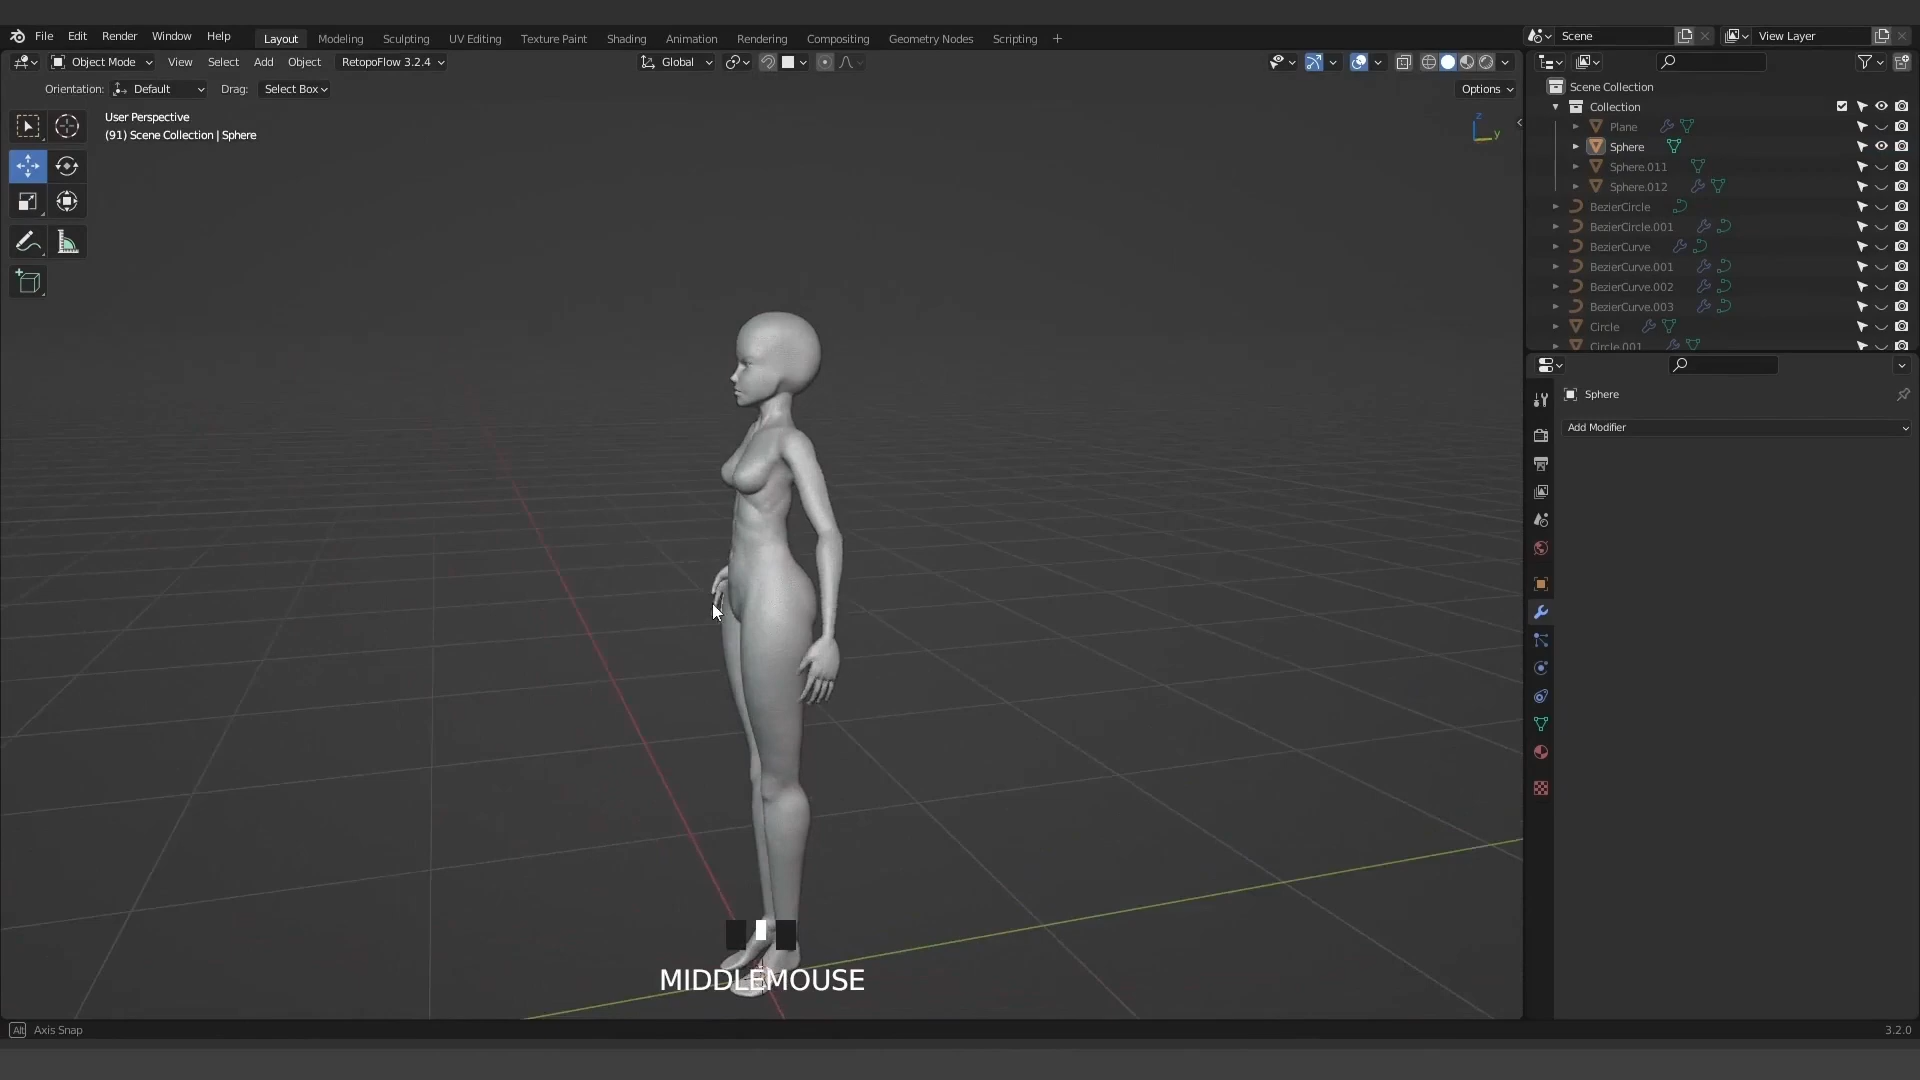 File Edit Render Window Help Layout Modeling Sculpting UV Editing Texture Paint Shading Animation Rendering Compositing Geometry Nodes Scripting + Scene View Layer
Object Mode View Select Add Object RetopoFlow 3.2.4 Global
Orientation: Default Drag: Select Box Options
User Perspective
(91) Scene Collection | Sphere
Z
Y
Scene Collection
Collection
Plane
Sphere
Sphere.011
Sphere.012
BezierCircle
BezierCircle.001
BezierCurve
BezierCurve.001
BezierCurve.002
BezierCurve.003
Circle
Circle.001
Sphere
Add Modifier
MIDDLEMOUSE
Alt Axis Snap 3.2.0